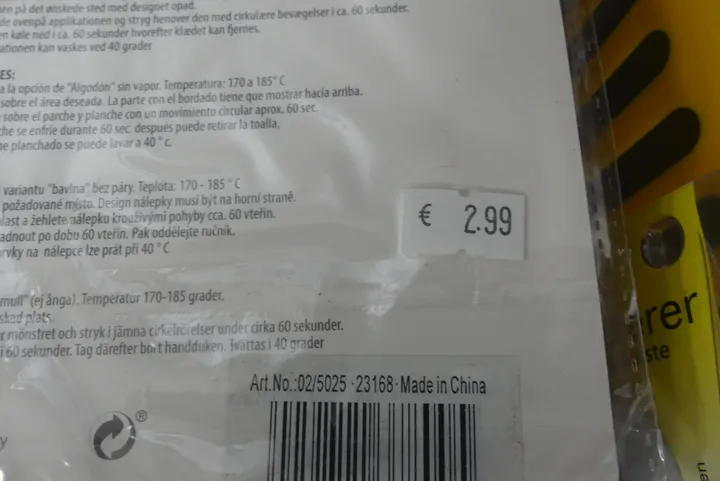 på det ønskede sted med designet opad.
de ovenpå applikationen og stryg henover den med cirkulære bevægelser i ca. 60 sekunder.
køle ned i ca. 60 sekunder hvorefter klædet kan fjernes.
ationen kan vaskes ved 40 grader
ES:
a la opción de "Algodón" sin vapor. Temperatura: 170 a 185° C
sobre el área deseada. La parte con el bordado tiene que mostrar hacia arriba.
sobre el parche y planche con un movimiento circular aprox. 60 sec.
che se enfríe durante 60 sec. después puede retirar la toalla.
e planchado se puede lavar a 40 ° c.
variantu "bavlna" bez páry. Teplota: 170 - 185 ° C
požadované místo. Design nálepky musí být na horní straně.
last a žehlete nálepku krouživými pohyby cca. 60 vteřin.
adnout po dobu 60 vteřin. Pak oddělejte ručník.
rvky na nálepce lze prát při 40 ° C
€ 2.99
mull" (ej ånga). Temperatur 170-185 grader.
skad plats.
r mönstret och stryk i jämna cirkelrörelser under cirka 60 sekunder.
i 60 sekunder. Tag därefter bort handduken. Tvättas i 40 grader
Art.No.:02/5025 · 23168 · Made in China
®
y
rer
ste